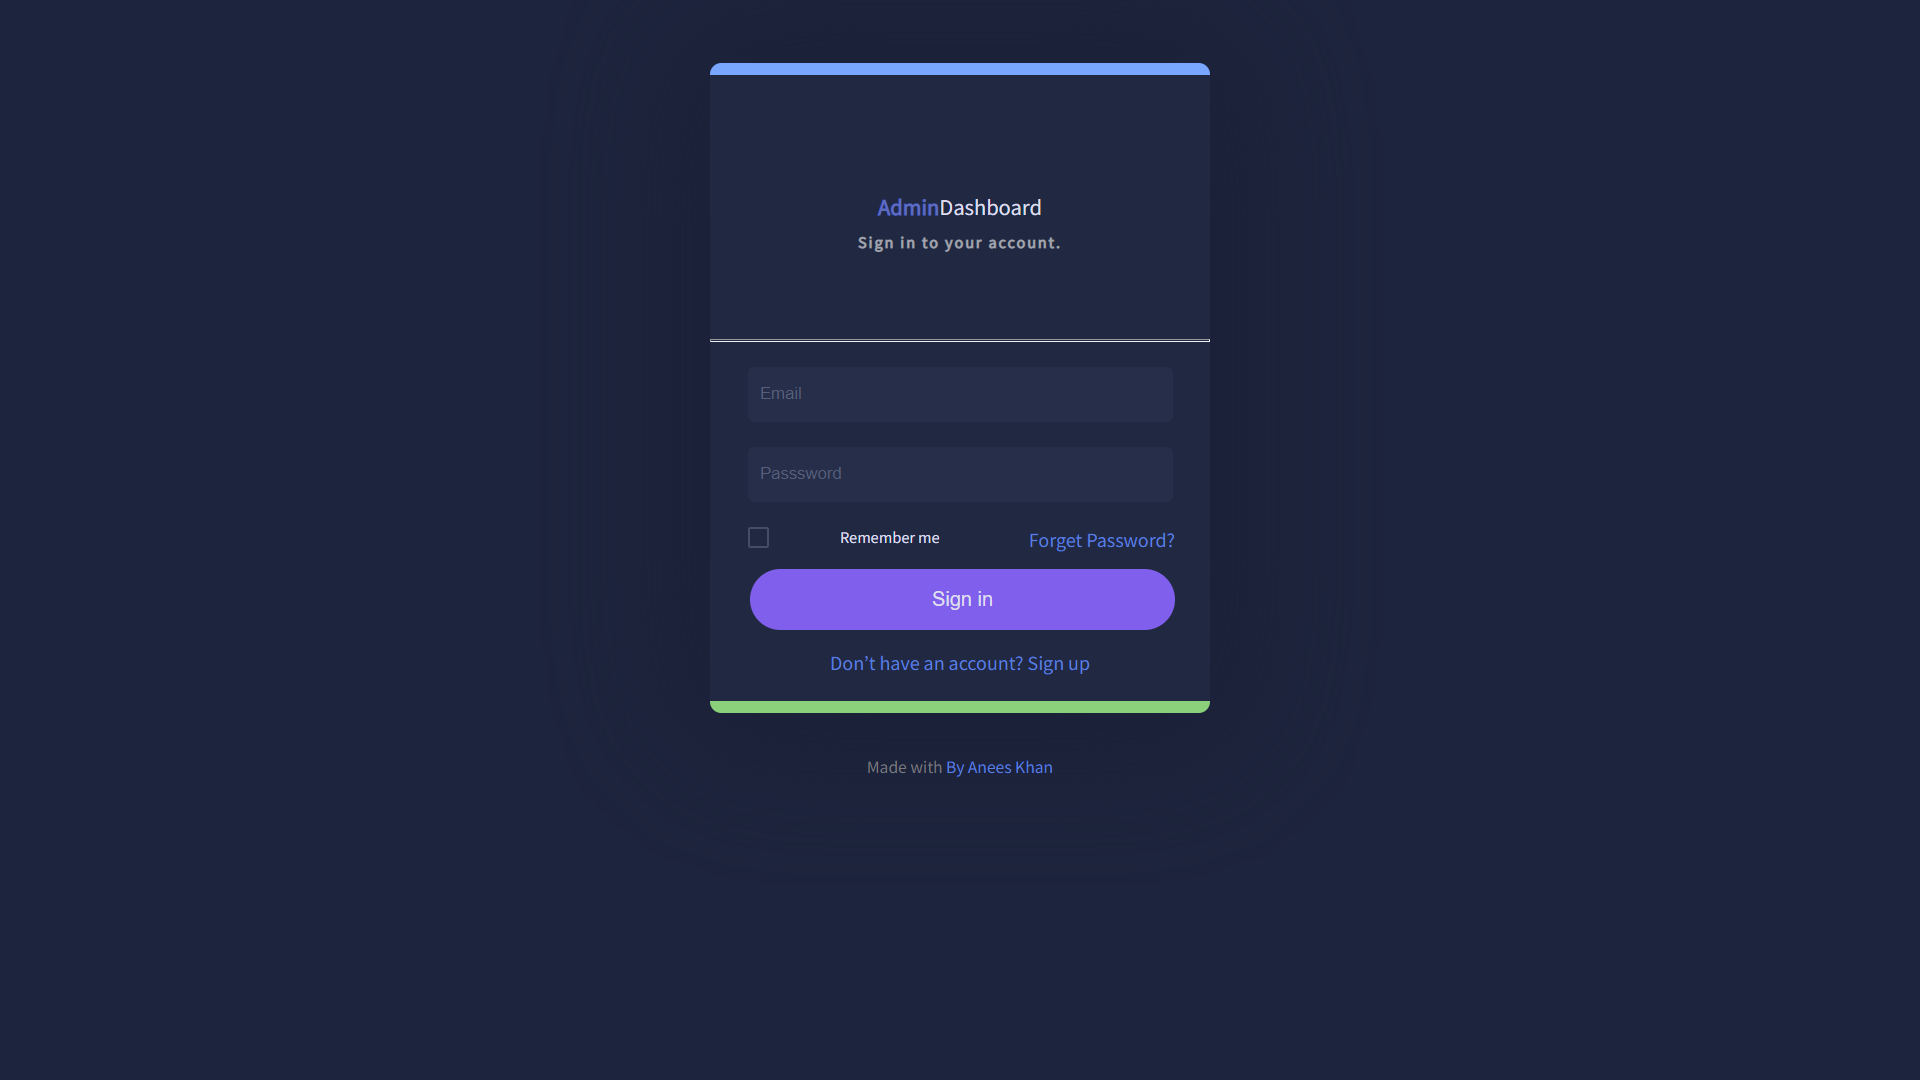 AdminDashboard
Sign in to your account.
Email
Passsword
Remember me Forget Password?
Sign in
Don’t have an account? Sign up
Made with By Anees Khan